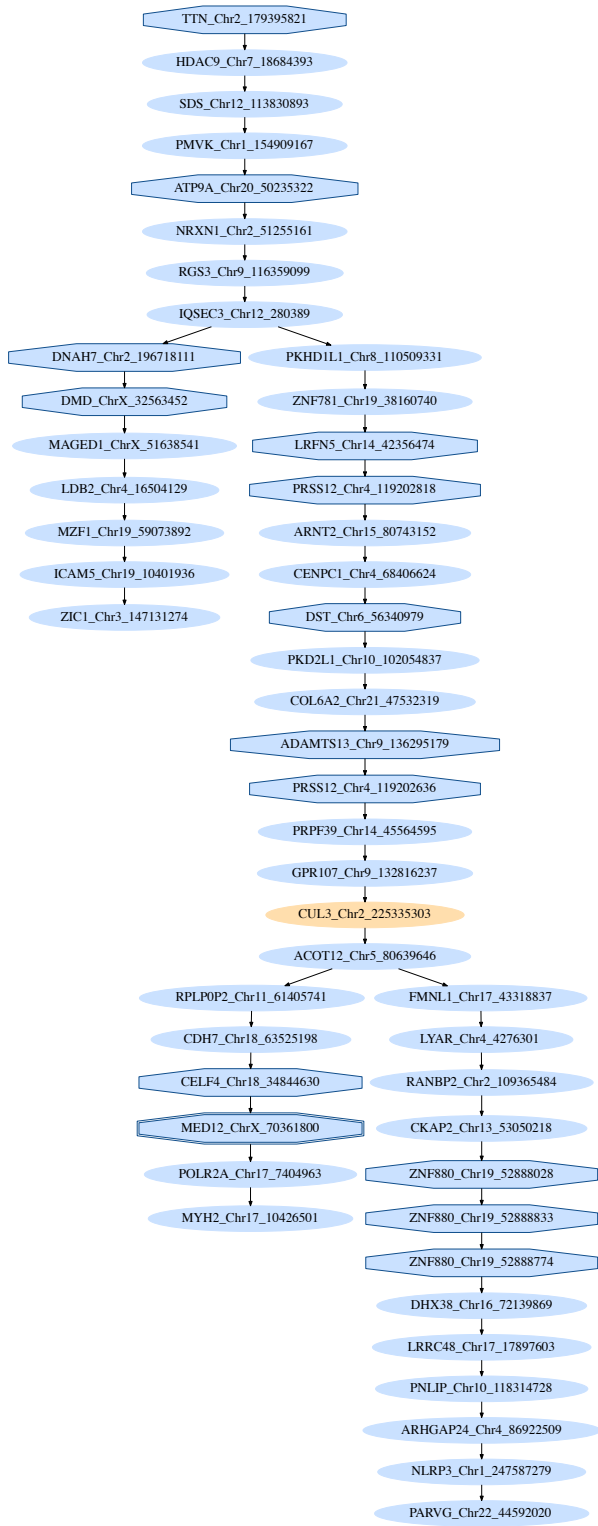 TTN_Chr2_179395821
HDAC9_Chr7_18684393
SDS_Chr12_113830893
PMVK_Chr1_154909167
ATP9A_Chr20_50235322
NRXN1_Chr2_51255161
RGS3_Chr9_116359099
IQSEC3_Chr12_280389
DNAH7_Chr2_196718111
PKHD1L1_Chr8_110509331
DMD_ChrX_32563452
ZNF781_Chr19_38160740
MAGED1_ChrX_51638541
LRFN5_Chr14_42356474
LDB2_Chr4_16504129
PRSS12_Chr4_119202818
MZF1_Chr19_59073892
ARNT2_Chr15_80743152
ICAM5_Chr19_10401936
CENPC1_Chr4_68406624
ZIC1_Chr3_147131274
DST_Chr6_56340979
PKD2L1_Chr10_102054837
COL6A2_Chr21_47532319
ADAMTS13_Chr9_136295179
PRSS12_Chr4_119202636
PRPF39_Chr14_45564595
GPR107_Chr9_132816237
CUL3_Chr2_225335303
ACOT12_Chr5_80639646
RPLP0P2_Chr11_61405741
FMNL1_Chr17_43318837
CDH7_Chr18_63525198
LYAR_Chr4_4276301
CELF4_Chr18_34844630
RANBP2_Chr2_109365484
MED12_ChrX_70361800
CKAP2_Chr13_53050218
POLR2A_Chr17_7404963
ZNF880_Chr19_52888028
MYH2_Chr17_10426501
ZNF880_Chr19_52888833
ZNF880_Chr19_52888774
DHX38_Chr16_72139869
LRRC48_Chr17_17897603
PNLIP_Chr10_118314728
ARHGAP24_Chr4_86922509
NLRP3_Chr1_247587279
PARVG_Chr22_44592020